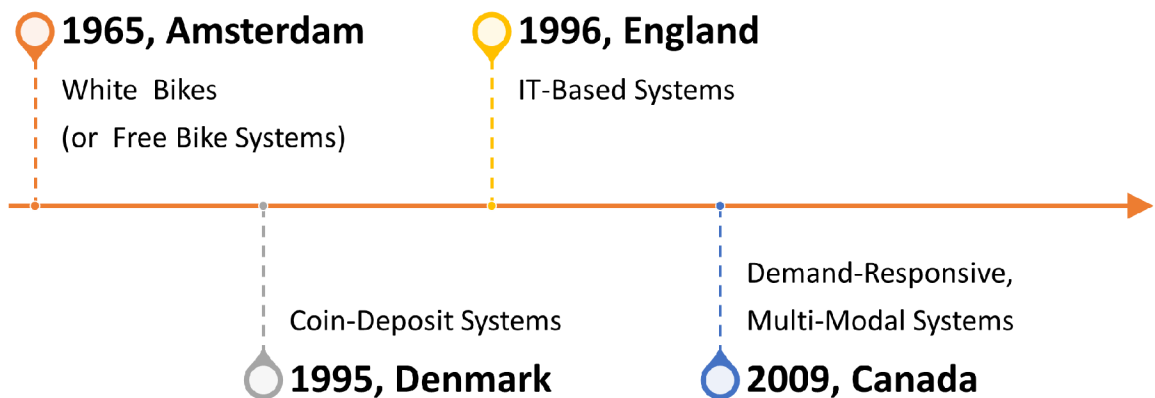 1965, Amsterdam
White Bikes
(or Free Bike Systems)
1996, England
IT-Based Systems
Coin-Deposit Systems
1995, Denmark
Demand-Responsive,
Multi-Modal Systems
2009, Canada